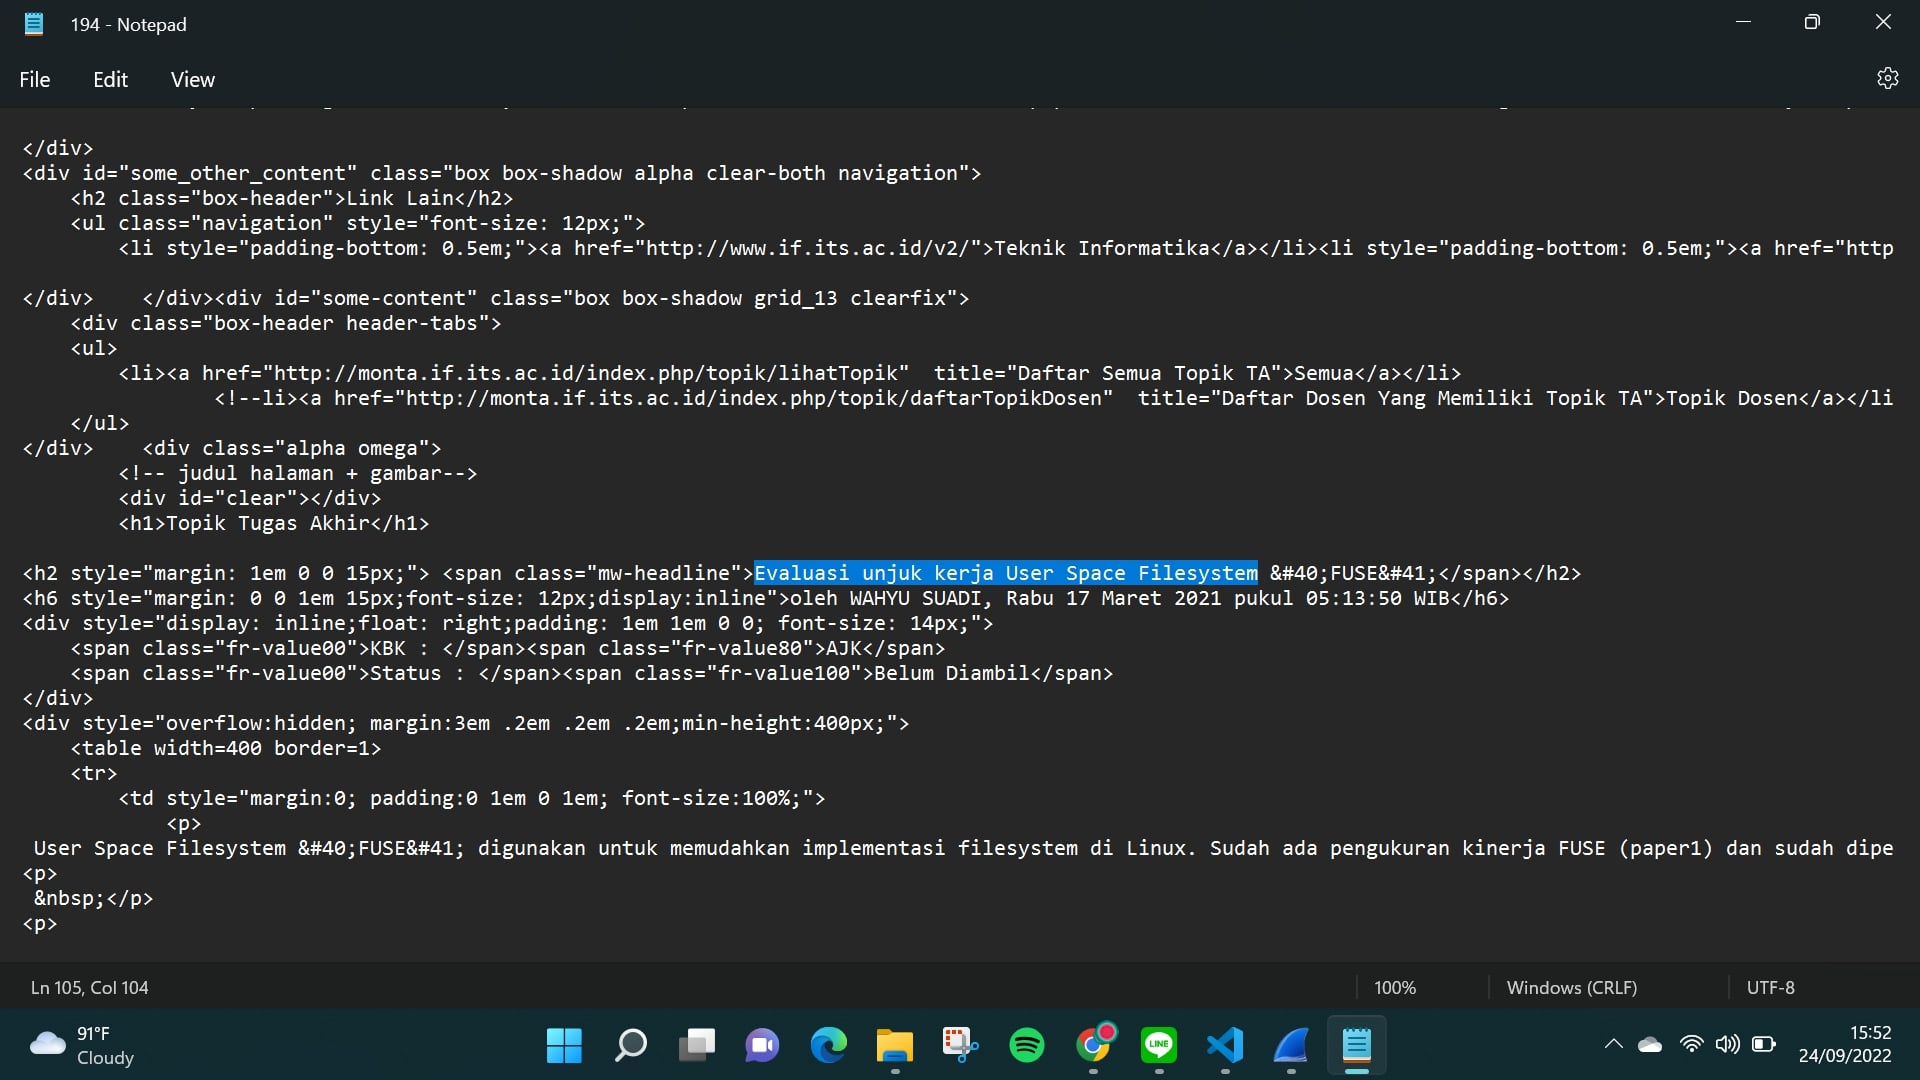 194 - Notepad
File Edit View
</div>
<div id="some_other_content" class="box box-shadow alpha clear-both navigation">
<h2 class="box-header">Link Lain</h2>
<ul class="navigation" style="font-size: 12px;">
<li style="padding-bottom: 0.5em;"><a href="http://www.if.its.ac.id/v2/">Teknik Informatika</a></li><li style="padding-bottom: 0.5em;"><a href="http
</div>    </div><div id="some-content" class="box box-shadow grid_13 clearfix">
<div class="box-header header-tabs">
<ul>
<li><a href="http://monta.if.its.ac.id/index.php/topik/lihatTopik"  title="Daftar Semua Topik TA">Semua</a></li>
<!--li><a href="http://monta.if.its.ac.id/index.php/topik/daftarTopikDosen"  title="Daftar Dosen Yang Memiliki Topik TA">Topik Dosen</a></li
</ul>
</div>    <div class="alpha omega">
<!-- judul halaman + gambar-->
<div id="clear"></div>
<h1>Topik Tugas Akhir</h1>
<h2 style="margin: 1em 0 0 15px;"> <span class="mw-headline">Evaluasi unjuk kerja User Space Filesystem &#40;FUSE&#41;</span></h2>
<h6 style="margin: 0 0 1em 15px;font-size: 12px;display:inline">oleh WAHYU SUADI, Rabu 17 Maret 2021 pukul 05:13:50 WIB</h6>
<div style="display: inline;float: right;padding: 1em 1em 0 0; font-size: 14px;">
<span class="fr-value00">KBK : </span><span class="fr-value80">AJK</span>
<span class="fr-value00">Status : </span><span class="fr-value100">Belum Diambil</span>
</div>
<div style="overflow:hidden; margin:3em .2em .2em .2em;min-height:400px;">
<table width=400 border=1>
<tr>
<td style="margin:0; padding:0 1em 0 1em; font-size:100%;">
<p>
User Space Filesystem &#40;FUSE&#41; digunakan untuk memudahkan implementasi filesystem di Linux. Sudah ada pengukuran kinerja FUSE (paper1) dan sudah dipe
<p>
&nbsp;</p>
<p>
Ln 105, Col 104
100%
Windows (CRLF)
UTF-8
91°F
Cloudy
LINE
15:52
24/09/2022